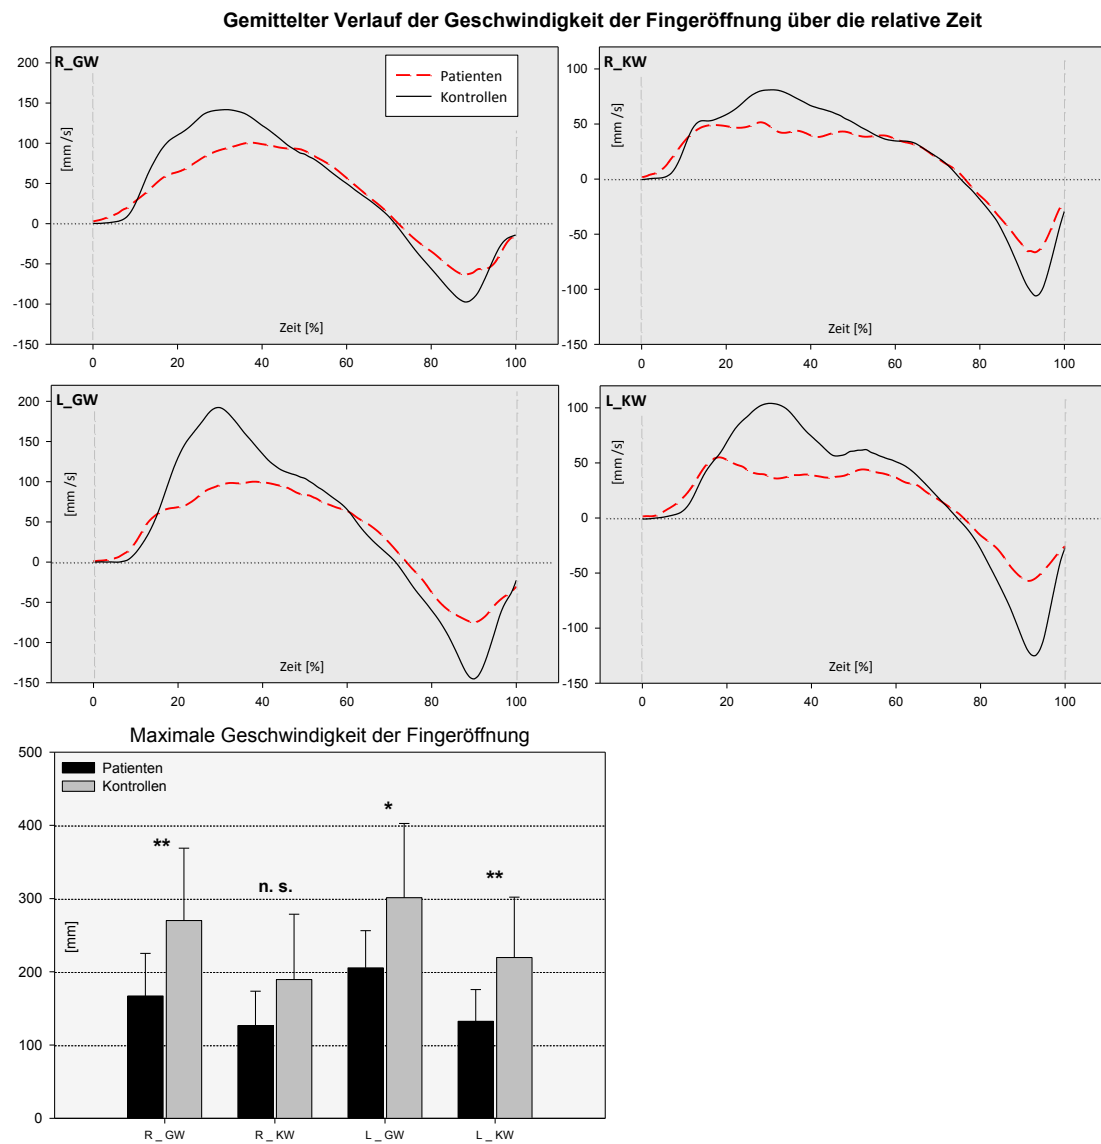 Gemittelter Verlauf der Geschwindigkeit der Fingeröffnung über die relative Zeit
R_GW
Patienten
Kontrollen
[mm /s]
200
150
100
50
0
-50
-100
-150
Zeit [%]
0 20 40 60 80 100
R_KW
[mm /s]
100
50
0
-50
-100
-150
Zeit [%]
0 20 40 60 80 100
L_GW
[mm /s]
200
150
100
50
0
-50
-100
-150
Zeit [%]
0 20 40 60 80 100
L_KW
[mm /s]
100
50
0
-50
-100
-150
Zeit [%]
0 20 40 60 80 100
Maximale Geschwindigkeit der Fingeröffnung
Patienten
Kontrollen
[mm]
500
400
300
200
100
0
**
n. s.
*
**
R _ GW R _ KW L _ GW L _ KW